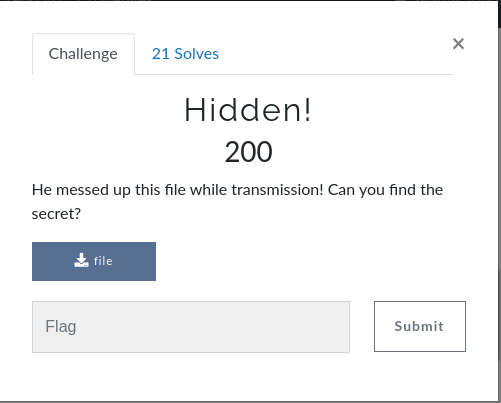 Challenge
21 Solves
×
Hidden!
200
He messed up this file while transmission! Can you find the
secret?
file
Flag
Submit